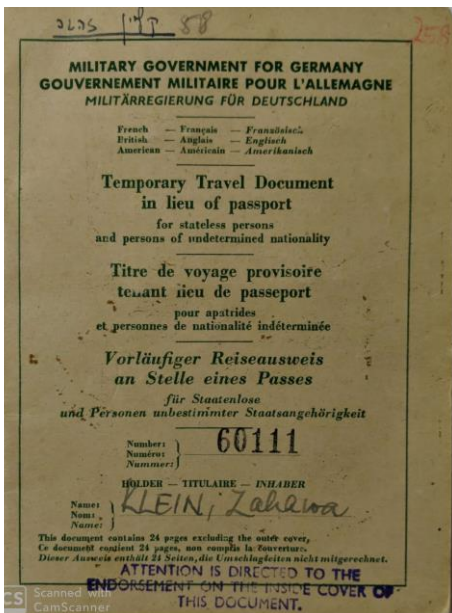 88
258
MILITARY GOVERNMENT FOR GERMANY
GOUVERNEMENT MILITAIRE POUR L'ALLEMAGNE
MILITÄRREGIERUNG FÜR DEUTSCHLAND
French — Français — Französisch
British — Anglais — Englisch
American — Américain — Amerikanisch
Temporary Travel Document
in lieu of passport
for stateless persons
and persons of undetermined nationality
Titre de voyage provisoire
tenant lieu de passeport
pour apatrides
et personnes de nationalité indéterminée
Vorläufiger Reiseausweis
an Stelle eines Passes
für Staatenlose
und Personen unbestimmter Staatsangehörigkeit
Number:
Numéro: 60111
Nummer:
HOLDER — TITULAIRE — INHABER
Name:
Nom: KLEIN; Zahawa
Name:
This document contains 24 pages excluding the outer cover,
Ce document contient 24 pages, non compris la couverture.
Dieser Ausweis enthält 24 Seiten, die Umschlagseiten nicht mitgerechnet.
ATTENTION IS DIRECTED TO THE
ENDORSEMENT ON THE INSIDE COVER OF
THIS DOCUMENT.
CS Scanned with
CamScanner